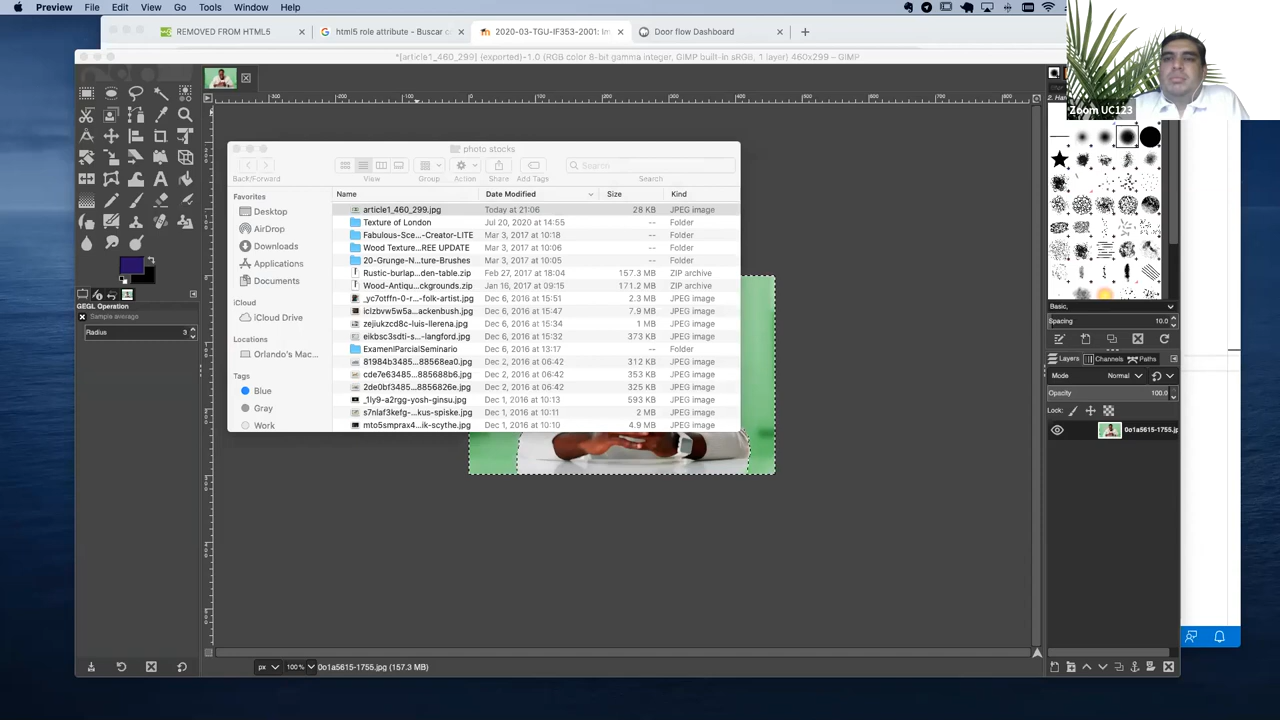 Preview File Edit View Go Tools Window Help
REMOVED FROM HTML5
html5 role attribute - Buscar c
2020-03-TGU-IF353-2001: Im
Door flow Dashboard
*[article1_460_299] (exported)-1.0 (RGB color 8-bit gamma integer, GIMP built-in sRGB, 1 layer) 460x299 – GIMP
Zoom UC123
photo stocks
Search
Back/Forward View Group Action Share Add Tags Search
Favorites
Desktop
AirDrop
Downloads
Applications
Documents
iCloud
iCloud Drive
Locations
Orlando's Mac...
Tags
Blue
Gray
Work
Name Date Modified Size Kind
article1_460_299.jpg Today at 21:06 28 KB JPEG image
Texture of London Jul 20, 2020 at 14:55 -- Folder
Fabulous-Sce...-Creator-LITE Mar 3, 2017 at 10:18 -- Folder
Wood Texture...REE UPDATE Mar 3, 2017 at 10:06 -- Folder
20-Grunge-N...ture-Brushes Mar 3, 2017 at 10:05 -- Folder
Rustic-burlap...den-table.zip Feb 27, 2017 at 18:04 157.3 MB ZIP archive
Wood-Antiqu...ckgrounds.zip Jan 16, 2017 at 09:15 171.2 MB ZIP archive
_yc7otffn-0-r...-folk-artist.jpg Dec 6, 2016 at 15:51 2.3 MB JPEG image
iclzbvw5w5a...ackenbush.jpg Dec 6, 2016 at 15:47 7.9 MB JPEG image
zejiukzcd8c-luis-llerena.jpg Dec 6, 2016 at 15:34 1 MB JPEG image
eikbsc3sdti-s...-langford.jpg Dec 6, 2016 at 15:32 10 MB JPEG image
ExamenIParcialSeminario Dec 6, 2016 at 13:17 -- Folder
81984b3485...88568ea0.jpg Dec 2, 2016 at 06:42 312 KB JPEG image
cde7e63485...885688b6.jpg Dec 2, 2016 at 06:42 353 KB JPEG image
2de0bf3485...8856826e.jpg Dec 2, 2016 at 06:42 325 KB JPEG image
_1ly9-a2rgg-yosh-ginsu.jpg Dec 1, 2016 at 10:13 593 KB JPEG image
s7nlaf3kefg-...kus-spiske.jpg Dec 1, 2016 at 10:11 2 MB JPEG image
mto5smprax4...ik-scythe.jpg Dec 1, 2016 at 10:10 4.9 MB JPEG image
GEGL Operation
Sample average
Radius 3
Basic,
Spacing 10.0
Layers Channels Paths
Mode Normal
Opacity 100.0
Lock:
0o1a5615-1755.jp
px 100% 0o1a5615-1755.jpg (157.3 MB)